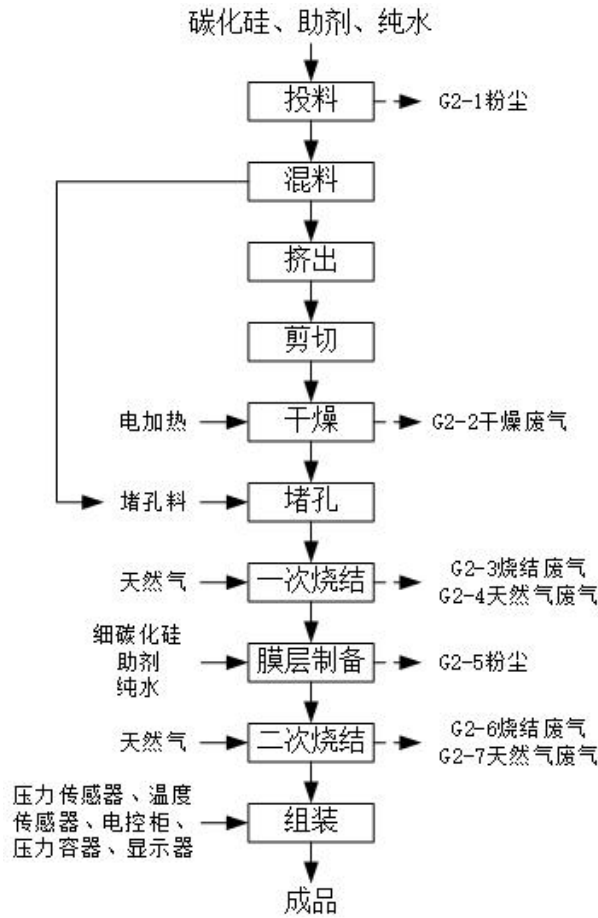 碳化硅、助剂、纯水
投料
G2-1粉尘
混料
挤出
剪切
电加热
干燥
G2-2干燥废气
堵孔料
堵孔
天然气
一次烧结
G2-3烧结废气
G2-4天然气废气
细碳化硅
助剂
纯水
膜层制备
G2-5粉尘
天然气
二次烧结
G2-6烧结废气
G2-7天然气废气
压力传感器、温度
传感器、电控柜、
压力容器、显示器
组装
成品